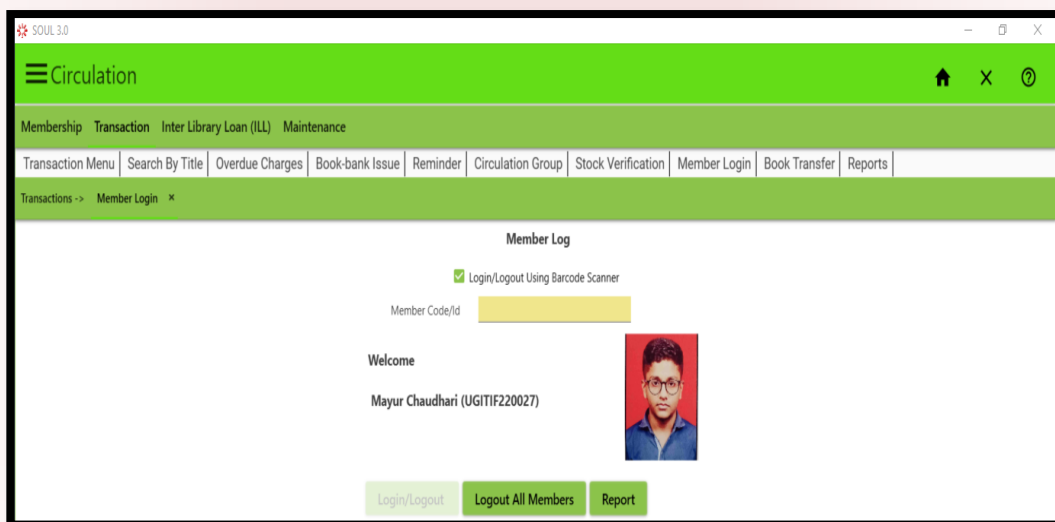 SOUL 3.0
Circulation
Membership Transaction Inter Library Loan (ILL) Maintenance
Transaction Menu Search By Title Overdue Charges Book-bank Issue Reminder Circulation Group Stock Verification Member Login Book Transfer Reports
Transactions -> Member Login ×
Member Log
Login/Logout Using Barcode Scanner
Member Code/Id
Welcome
Mayur Chaudhari (UGITIF220027)
Login/Logout Logout All Members Report